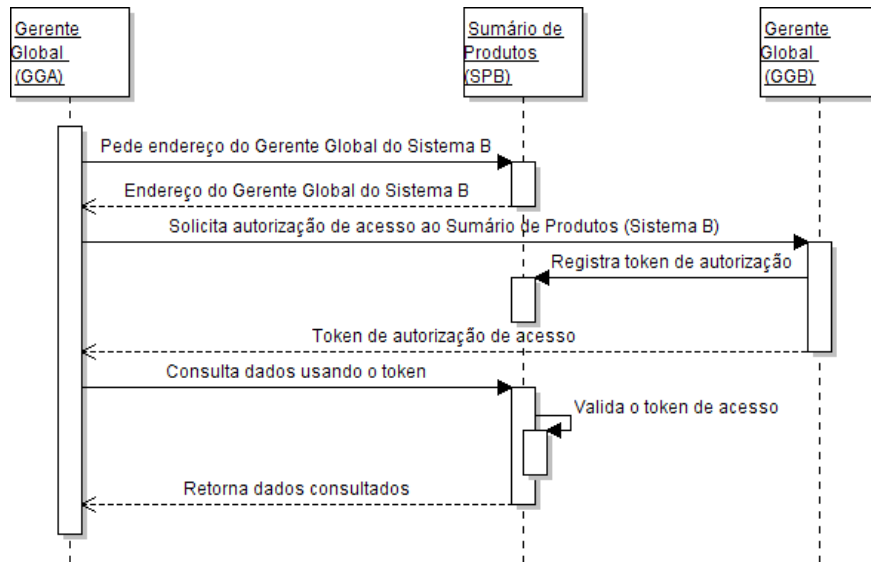 Gerente
Global
(GGA)
Sumário de
Produtos
(SPB)
Gerente
Global
(GGB)
Pede endereço do Gerente Global do Sistema B
Endereço do Gerente Global do Sistema B
Solicita autorização de acesso ao Sumário de Produtos (Sistema B)
Registra token de autorização
Token de autorização de acesso
Consulta dados usando o token
Valida o token de acesso
Retorna dados consultados